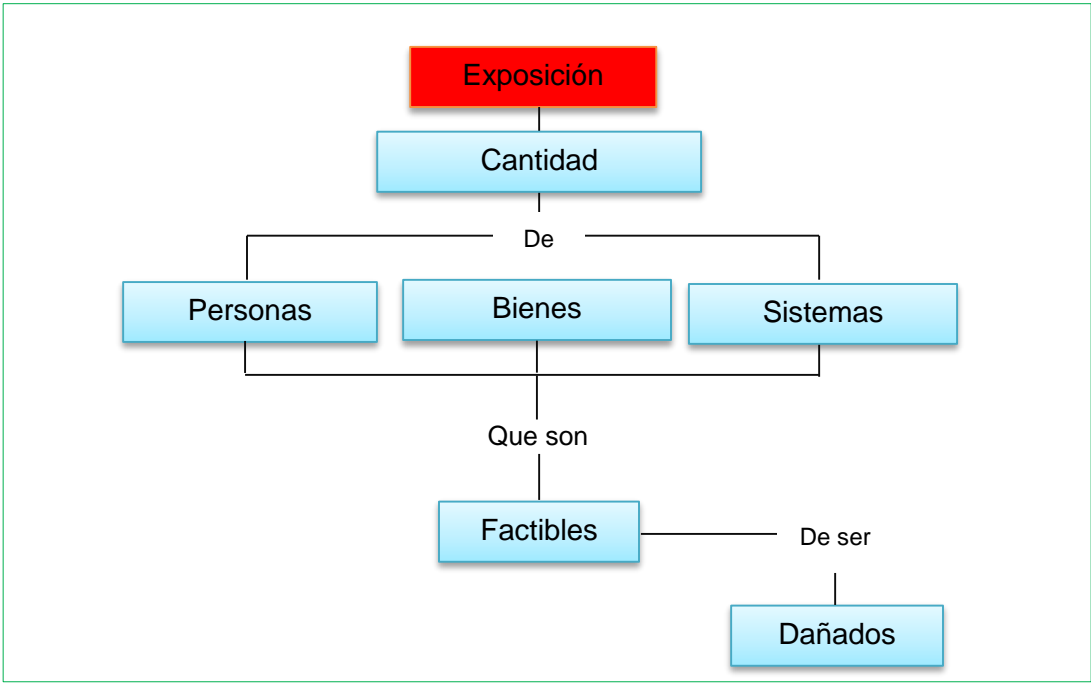 Exposición
Cantidad
De
Personas
Bienes
Sistemas
Que son
Factibles
De ser
Dañados